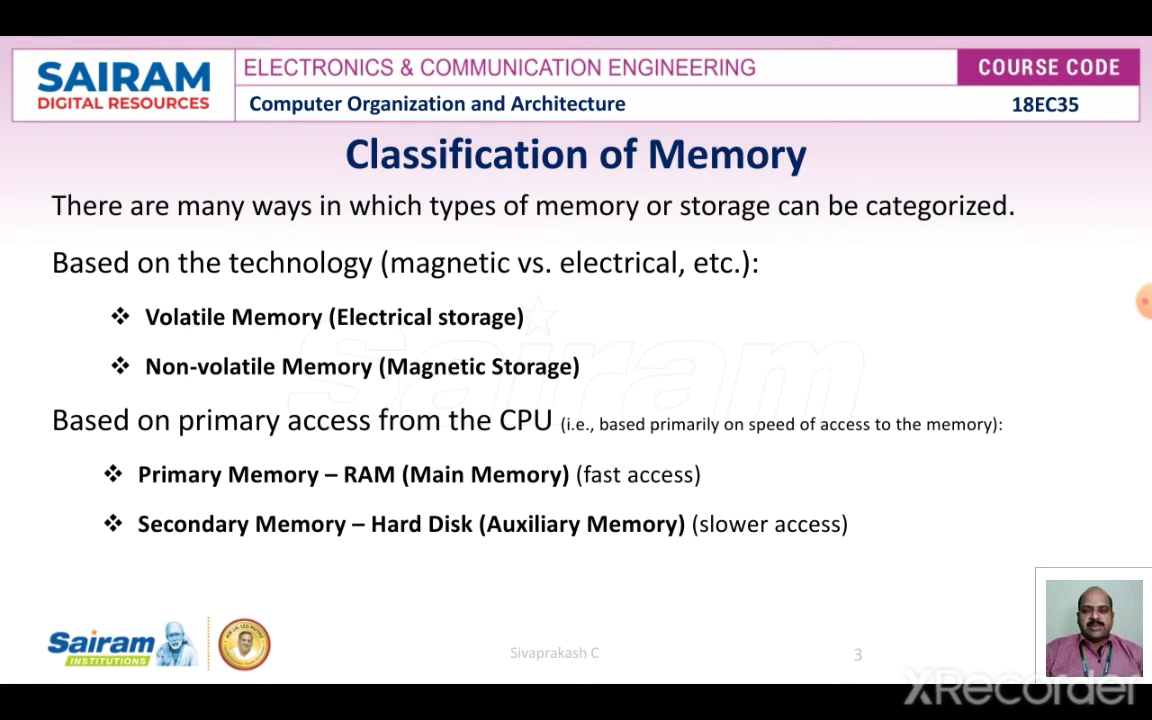 SAIRAM
DIGITAL RESOURCES
ELECTRONICS & COMMUNICATION ENGINEERING
COURSE CODE
Computer Organization and Architecture
18EC35
Classification of Memory
There are many ways in which types of memory or storage can be categorized.
Based on the technology (magnetic vs. electrical, etc.):
❖ Volatile Memory (Electrical storage)
❖ Non-volatile Memory (Magnetic Storage)
Sairam
Based on primary access from the CPU (i.e., based primarily on speed of access to the memory):
❖ Primary Memory – RAM (Main Memory) (fast access)
❖ Secondary Memory – Hard Disk (Auxiliary Memory) (slower access)
Sairam
INSTITUTIONS
Sivaprakash C
3
XRecorder